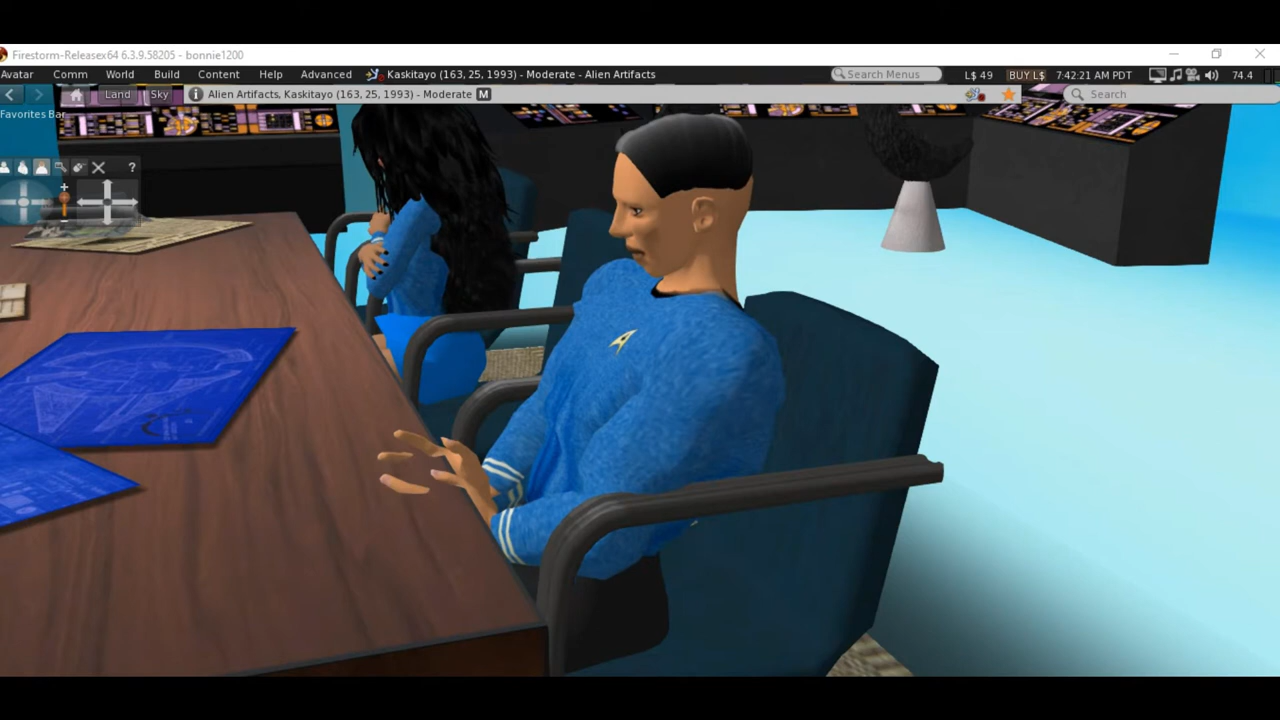 Firestorm-Releasex64 6.3.9.58205 - bonnie1200
Avatar Comm World Build Content Help Advanced Kaskitayo (163, 25, 1993) - Moderate - Alien Artifacts Search Menus L$ 49 BUY L$ 7:42:21 AM PDT 74.4
Land Sky Alien Artifacts, Kaskitayo (163, 25, 1993) - Moderate M Search
Favorites Bar
?